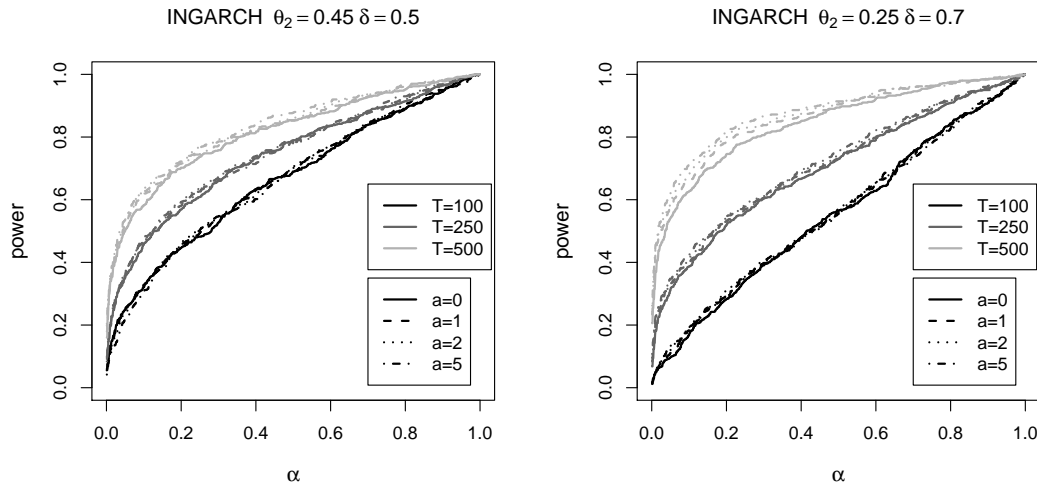 INGARCH θ₂ = 0.45 δ = 0.5
power
1.0
0.8
0.6
0.4
0.2
0.0
T=100
T=250
T=500
a=0
a=1
a=2
a=5
0.0 0.2 0.4 0.6 0.8 1.0
α
INGARCH θ₂ = 0.25 δ = 0.7
power
1.0
0.8
0.6
0.4
0.2
0.0
T=100
T=250
T=500
a=0
a=1
a=2
a=5
0.0 0.2 0.4 0.6 0.8 1.0
α